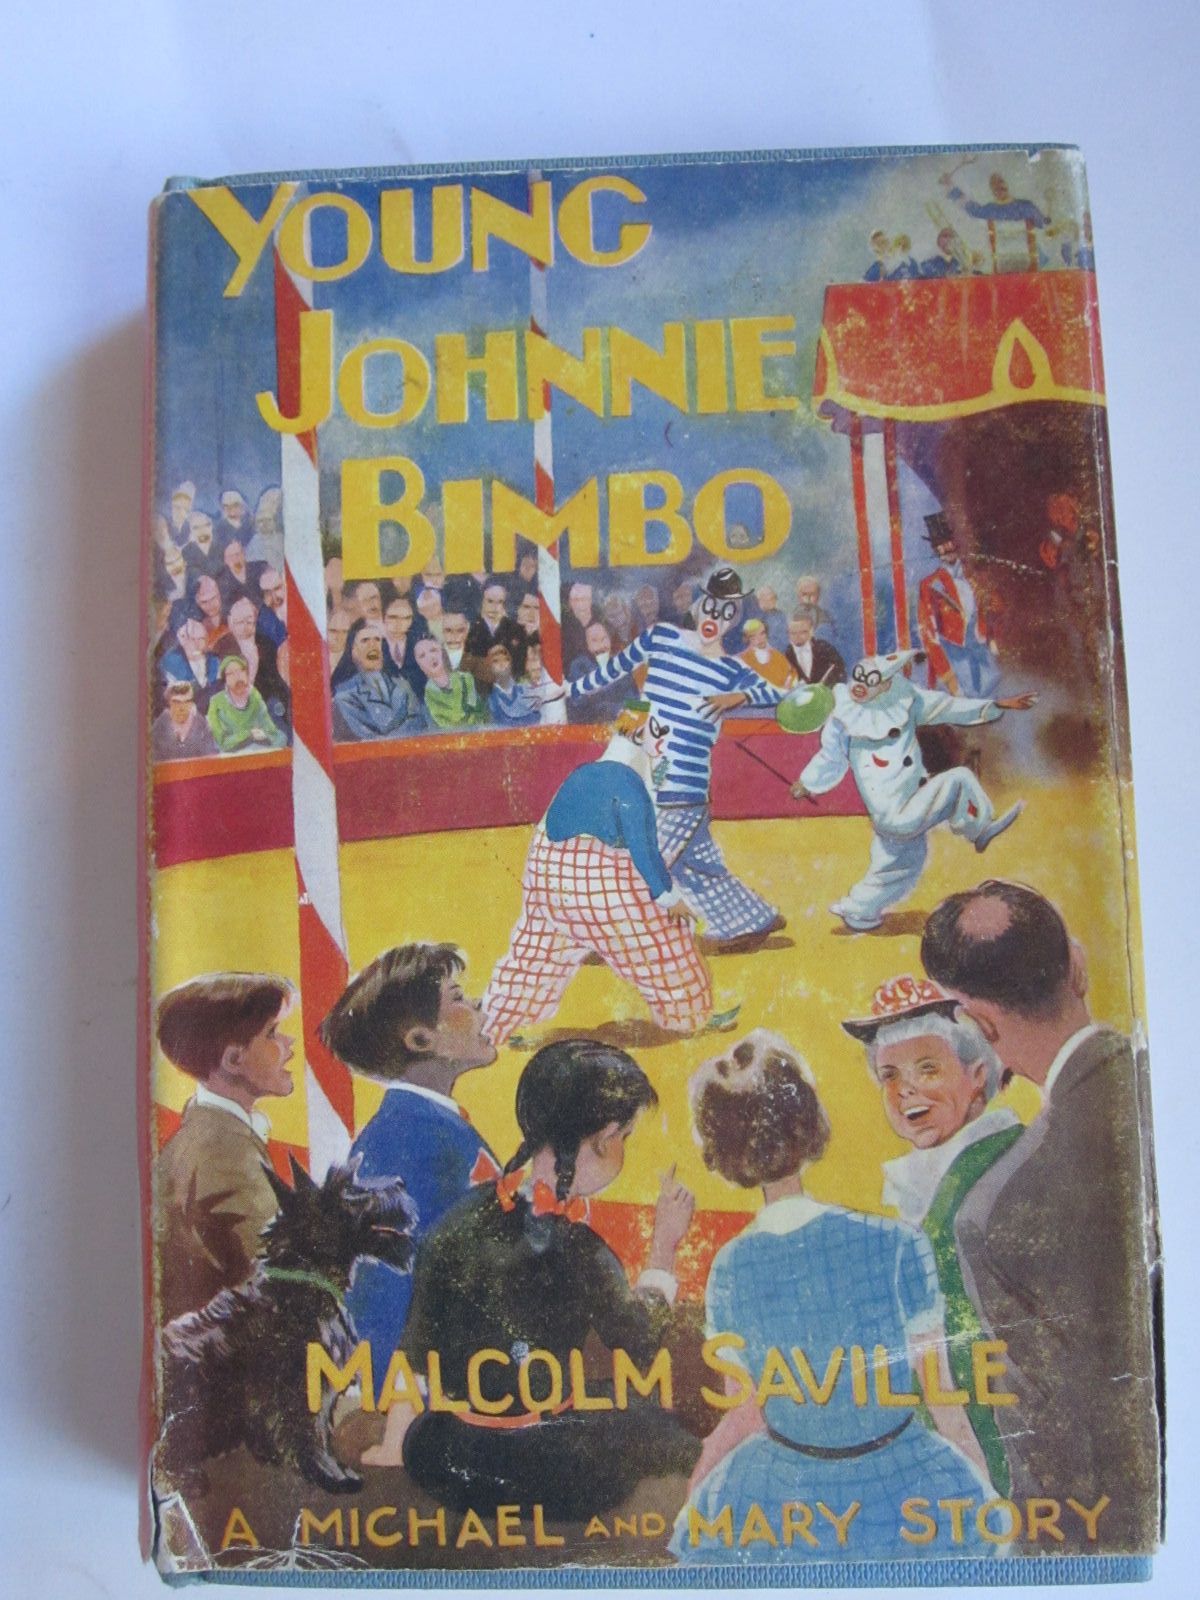 YOUNG
JOHNNIE
BIMBO
MALCOLM SAVILLE
A MICHAEL AND MARY STORY